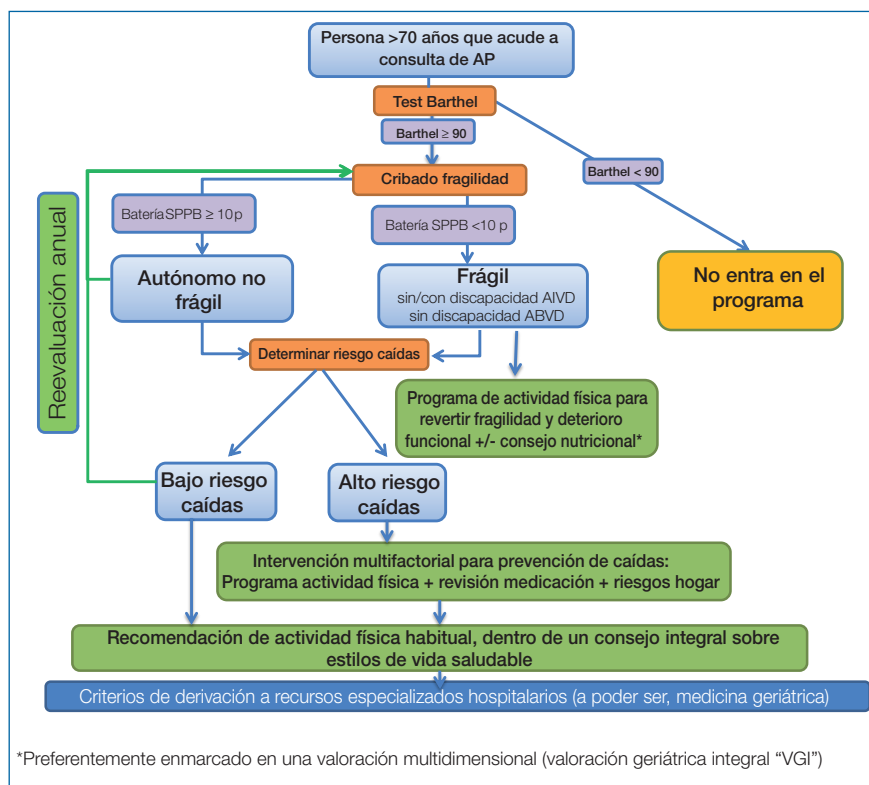 Persona >70 años que acude a
consulta de AP
Test Barthel
Barthel ≥ 90
Barthel < 90
Cribado fragilidad
Reevaluación anual
Batería SPPB ≥ 10 p
Batería SPPB <10 p
Autónomo no
frágil
Frágil
sin/con discapacidad AIVD
sin discapacidad ABVD
No entra en el
programa
Determinar riesgo caídas
Programa de actividad física para
revertir fragilidad y deterioro
funcional +/- consejo nutricional*
Bajo riesgo
caídas
Alto riesgo
caídas
Intervención multifactorial para prevención de caídas:
Programa actividad física + revisión medicación + riesgos hogar
Recomendación de actividad física habitual, dentro de un consejo integral sobre
estilos de vida saludable
Criterios de derivación a recursos especializados hospitalarios (a poder ser, medicina geriátrica)
*Preferentemente enmarcado en una valoración multidimensional (valoración geriátrica integral “VGI”)